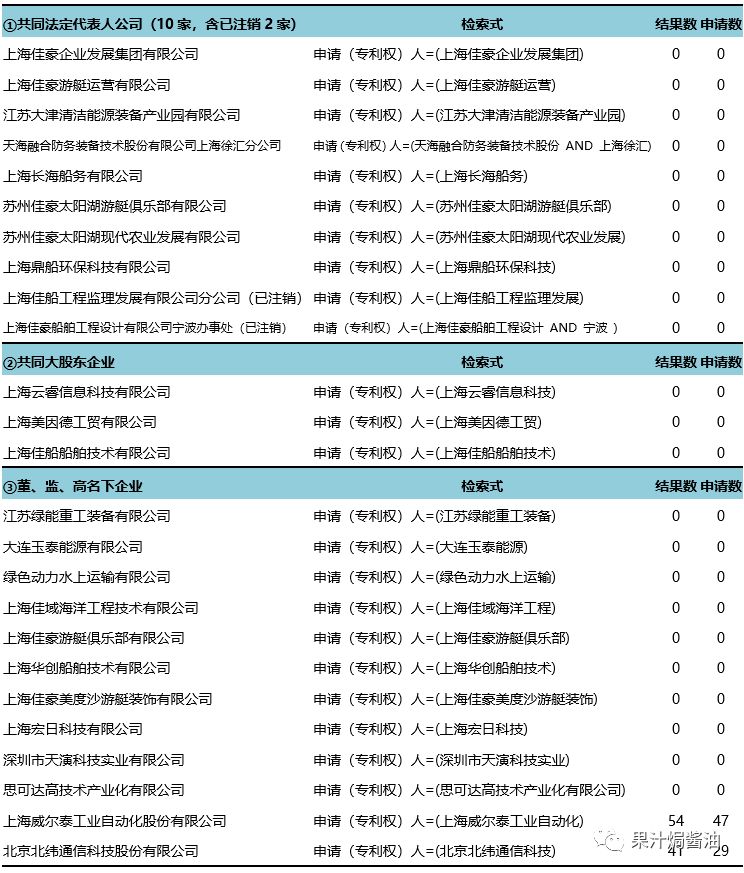 ①共同法定代表人公司（10家，含已注销2家） 检索式 结果数 申请数
上海佳豪企业发展集团有限公司 申请（专利权）人=(上海佳豪企业发展集团) 0 0
上海佳豪游艇运营有限公司 申请（专利权）人=(上海佳豪游艇运营) 0 0
江苏大津清洁能源装备产业园有限公司 申请（专利权）人=(江苏大津清洁能源装备产业园) 0 0
天海融合防务装备技术股份有限公司上海徐汇分公司 申请（专利权）人=(天海融合防务装备技术股份 AND 上海徐汇) 0 0
上海长海船务有限公司 申请（专利权）人=(上海长海船务) 0 0
苏州佳豪太阳湖游艇俱乐部有限公司 申请（专利权）人=(苏州佳豪太阳湖游艇俱乐部) 0 0
苏州佳豪太阳湖现代农业发展有限公司 申请（专利权）人=(苏州佳豪太阳湖现代农业发展) 0 0
上海鼎船环保科技有限公司 申请（专利权）人=(上海鼎船环保科技) 0 0
上海佳船工程监理发展有限公司分公司（已注销） 申请（专利权）人=(上海佳船工程监理发展) 0 0
上海佳豪船舶工程设计有限公司宁波办事处（已注销） 申请（专利权）人=(上海佳豪船舶工程设计 AND 宁波 ) 0 0
②共同大股东企业 检索式 结果数 申请数
上海云睿信息科技有限公司 申请（专利权）人=(上海云睿信息科技) 0 0
上海美因德工贸有限公司 申请（专利权）人=(上海美因德工贸) 0 0
上海佳船船舶技术有限公司 申请（专利权）人=(上海佳船船舶技术) 0 0
③董、监、高名下企业 检索式 结果数 申请数
江苏绿能重工装备有限公司 申请（专利权）人=(江苏绿能重工装备) 0 0
大连玉泰能源有限公司 申请（专利权）人=(大连玉泰能源) 0 0
绿色动力水上运输有限公司 申请（专利权）人=(绿色动力水上运输) 0 0
上海佳域海洋工程技术有限公司 申请（专利权）人=(上海佳域海洋工程) 0 0
上海佳豪游艇俱乐部有限公司 申请（专利权）人=(上海佳豪游艇俱乐部) 0 0
上海华创船舶技术有限公司 申请（专利权）人=(上海华创船舶技术) 0 0
上海佳豪美度沙游艇装饰有限公司 申请（专利权）人=(上海佳豪美度沙游艇装饰) 0 0
上海宏日科技有限公司 申请（专利权）人=(上海宏日科技) 0 0
深圳市天演科技实业有限公司 申请（专利权）人=(深圳市天演科技实业) 0 0
思可达高技术产业化有限公司 申请（专利权）人=(思可达高技术产业化有限公司) 0 0
上海威尔泰工业自动化股份有限公司 申请（专利权）人=(上海威尔泰工业自动化) 54 47
北京北纬通信科技股份有限公司 申请（专利权）人=(北京北纬通信科技) 41 29
果汁焗酱油